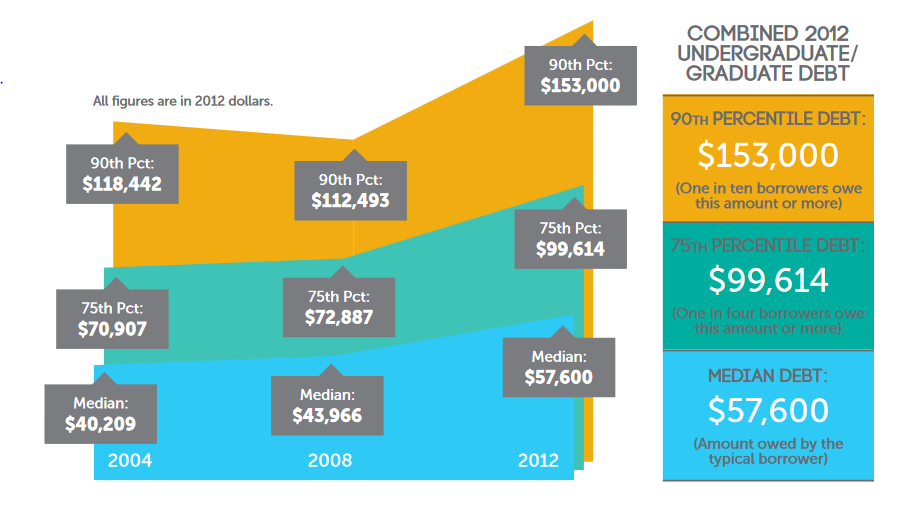 All figures are in 2012 dollars.
90th Pct:
$118,442
90th Pct:
$112,493
90th Pct:
$153,000
75th Pct:
$70,907
75th Pct:
$72,887
75th Pct:
$99,614
Median:
$40,209
Median:
$43,966
Median:
$57,600
2004
2008
2012
COMBINED 2012
UNDERGRADUATE/
GRADUATE DEBT
90TH PERCENTILE DEBT:
$153,000
(One in ten borrowers owe
this amount or more)
75TH PERCENTILE DEBT:
$99,614
(One in four borrowers owe
this amount or more)
MEDIAN DEBT:
$57,600
(Amount owed by the
typical borrower)